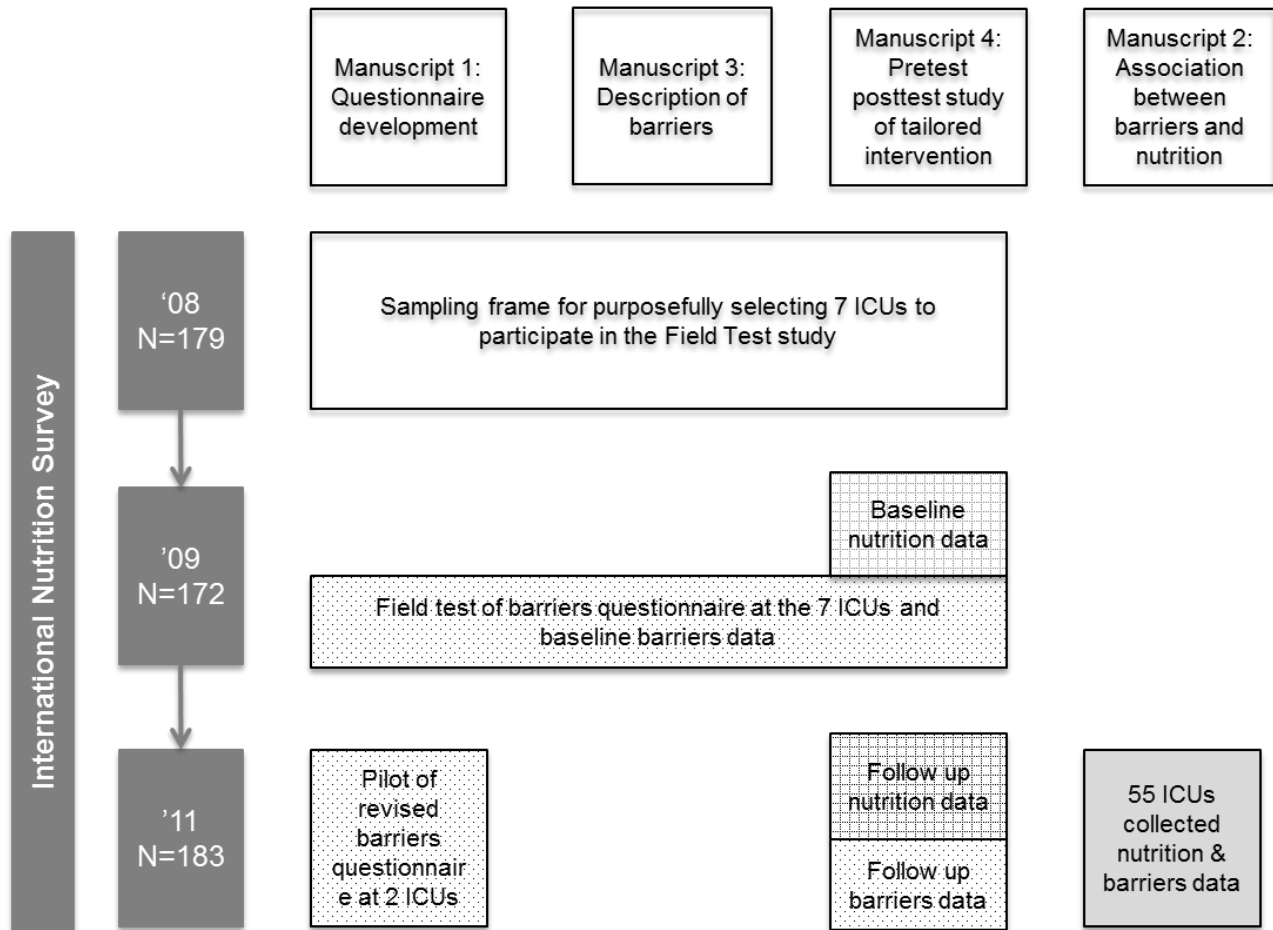 Manuscript 1:
Questionnaire
development
Manuscript 3:
Description of
barriers
Manuscript 4:
Pretest
posttest study
of tailored
intervention
Manuscript 2:
Association
between
barriers and
nutrition
International Nutrition Survey
‘08
N=179
Sampling frame for purposefully selecting 7 ICUs to
participate in the Field Test study
’09
N=172
Baseline
nutrition data
Field test of barriers questionnaire at the 7 ICUs and
baseline barriers data
’11
N=183
Pilot of
revised
barriers
questionnair
e at 2 ICUs
Follow up
nutrition data
Follow up
barriers data
55 ICUs
collected
nutrition &
barriers data